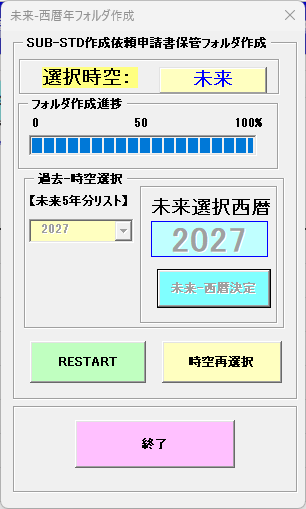 未来-西暦年フォルダ作成
SUB-STD作成依頼申請書保管フォルダ作成
選択時空: 未来
フォルダ作成進捗
0 50 100%
過去-時空選択
【未来5年分リスト】
2027
未来選択西暦
2027
未来-西暦決定
RESTART
時空再選択
終了